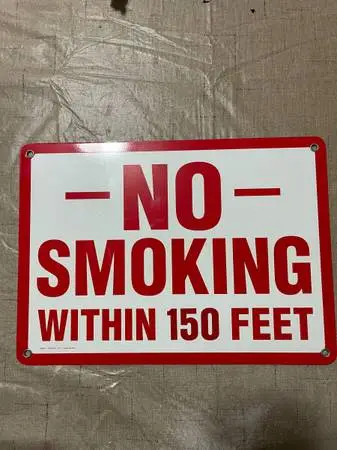 — NO —
SMOKING
WITHIN 150 FEET